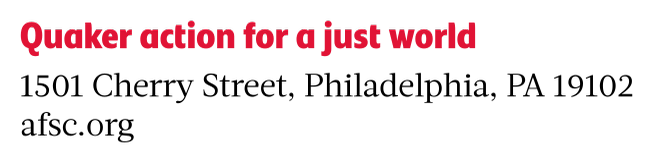 Quaker action for a just world
1501 Cherry Street, Philadelphia, PA 19102
afsc.org